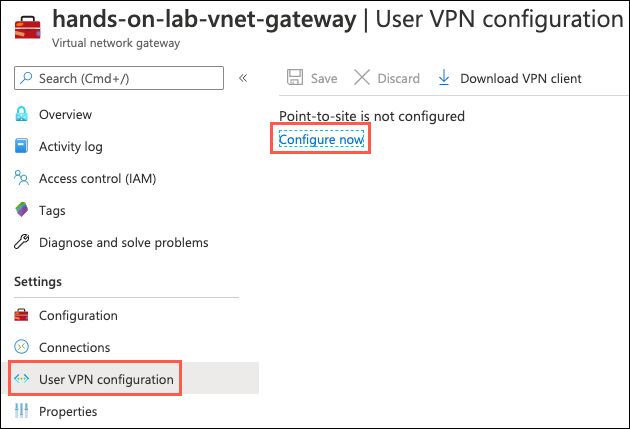 hands-on-lab-vnet-gateway | User VPN configuration
Virtual network gateway
Search (Cmd+/)
«
Save
Discard
Download VPN client
Overview
Activity log
Access control (IAM)
Tags
Diagnose and solve problems
Settings
Configuration
Connections
User VPN configuration
Properties
Point-to-site is not configured
Configure now